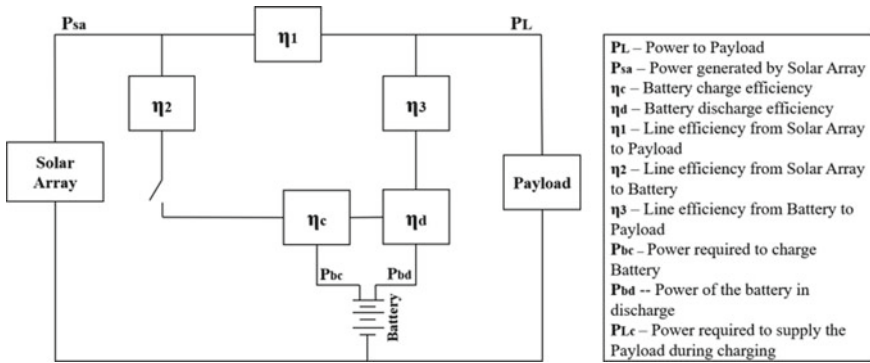 Psa
η1
PL
η2
η3
Solar
Array
Payload
ηc
ηd
Pbc
Pbd
Battery
PL – Power to Payload
Psa – Power generated by Solar Array
ηc – Battery charge efficiency
ηd – Battery discharge efficiency
η1 – Line efficiency from Solar Array
to Payload
η2 – Line efficiency from Solar Array
to Battery
η3 – Line efficiency from Battery to
Payload
Pbc – Power required to charge
Battery
Pbd -- Power of the battery in
discharge
PLc – Power required to supply the
Payload during charging